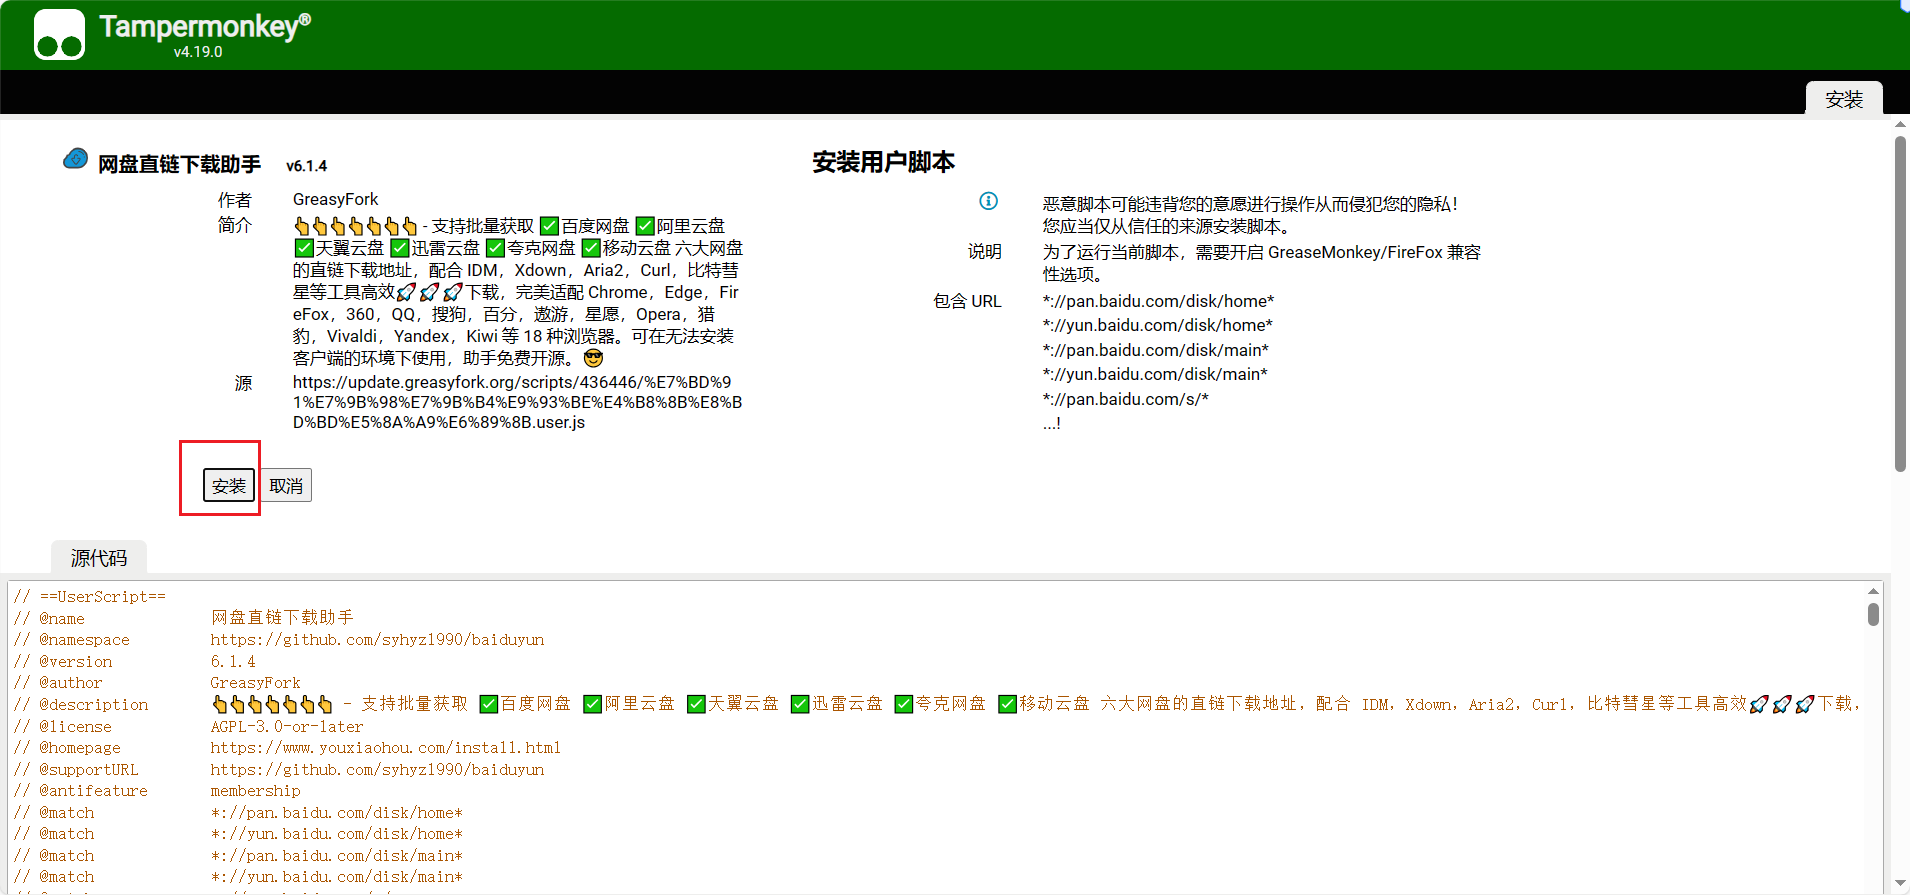 Tampermonkey®
v4.19.0
安装
网盘直链下载助手 v6.1.4
作者 GreasyFork
简介 👆👆👆👆👆👆👆 - 支持批量获取 ✅百度网盘 ✅阿里云盘
✅天翼云盘 ✅迅雷云盘 ✅夸克网盘 ✅移动云盘 六大网盘
的直链下载地址，配合 IDM，Xdown，Aria2，Curl，比特彗
星等工具高效🚀🚀🚀下载，完美适配 Chrome，Edge，Fir
eFox，360，QQ，搜狗，百分，遨游，星愿，Opera，猎
豹，Vivaldi，Yandex，Kiwi 等 18 种浏览器。可在无法安装
客户端的环境下使用，助手免费开源。😎
源 https://update.greasyfork.org/scripts/436446/%E7%BD%9
1%E7%9B%98%E7%9B%B4%E9%93%BE%E4%B8%8B%E8%B
D%BD%E5%8A%A9%E6%89%8B.user.js
安装 取消
安装用户脚本
恶意脚本可能违背您的意愿进行操作从而侵犯您的隐私！
您应当仅从信任的来源安装脚本。
说明 为了运行当前脚本，需要开启 GreaseMonkey/FireFox 兼容
性选项。
包含 URL *://pan.baidu.com/disk/home*
*://yun.baidu.com/disk/home*
*://pan.baidu.com/disk/main*
*://yun.baidu.com/disk/main*
*://pan.baidu.com/s/*
...!
源代码
// ==UserScript==
// @name 网盘直链下载助手
// @namespace https://github.com/syhyz1990/baiduyun
// @version 6.1.4
// @author GreasyFork
// @description 👆👆👆👆👆👆👆 - 支持批量获取 ✅百度网盘 ✅阿里云盘 ✅天翼云盘 ✅迅雷云盘 ✅夸克网盘 ✅移动云盘 六大网盘的直链下载地址，配合 IDM，Xdown，Aria2，Curl，比特彗星等工具高效🚀🚀🚀下载，
// @license AGPL-3.0-or-later
// @homepage https://www.youxiaohou.com/install.html
// @supportURL https://github.com/syhyz1990/baiduyun
// @antifeature membership
// @match *://pan.baidu.com/disk/home*
// @match *://yun.baidu.com/disk/home*
// @match *://pan.baidu.com/disk/main*
// @match *://yun.baidu.com/disk/main*